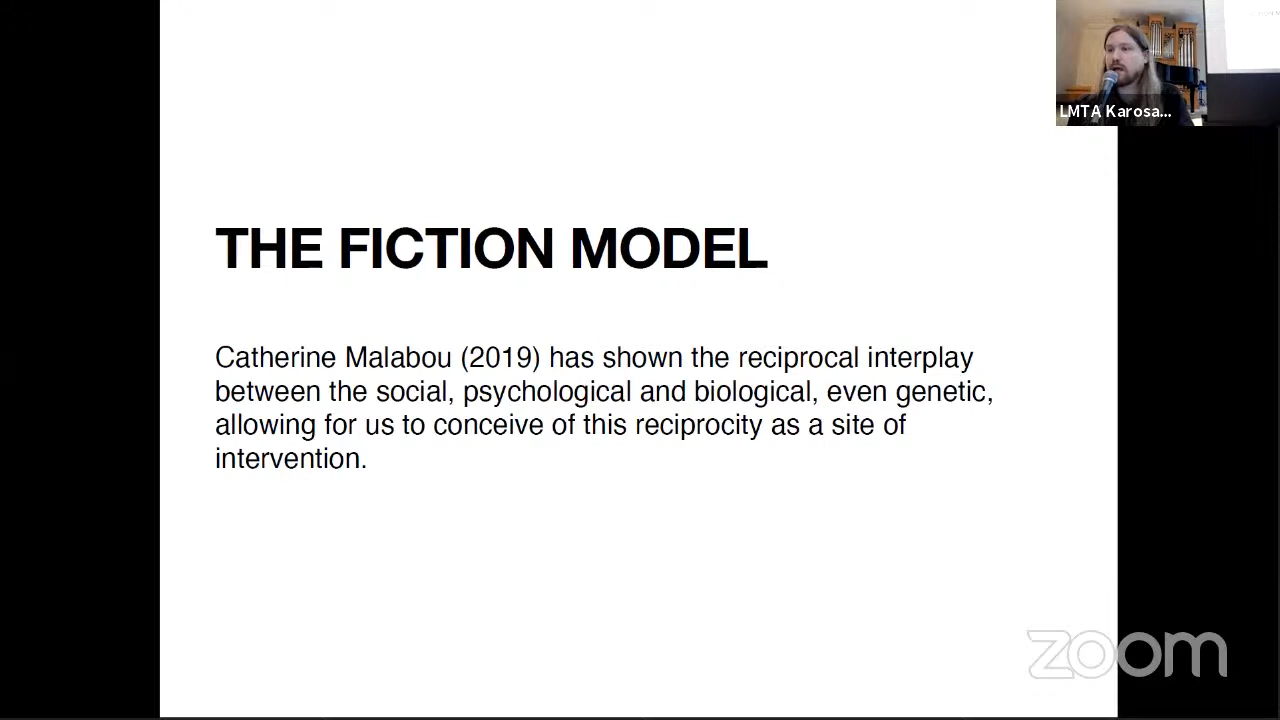 LMTA Karosa...
THE FICTION MODEL
Catherine Malabou (2019) has shown the reciprocal interplay
between the social, psychological and biological, even genetic,
allowing for us to conceive of this reciprocity as a site of
intervention.
zoom